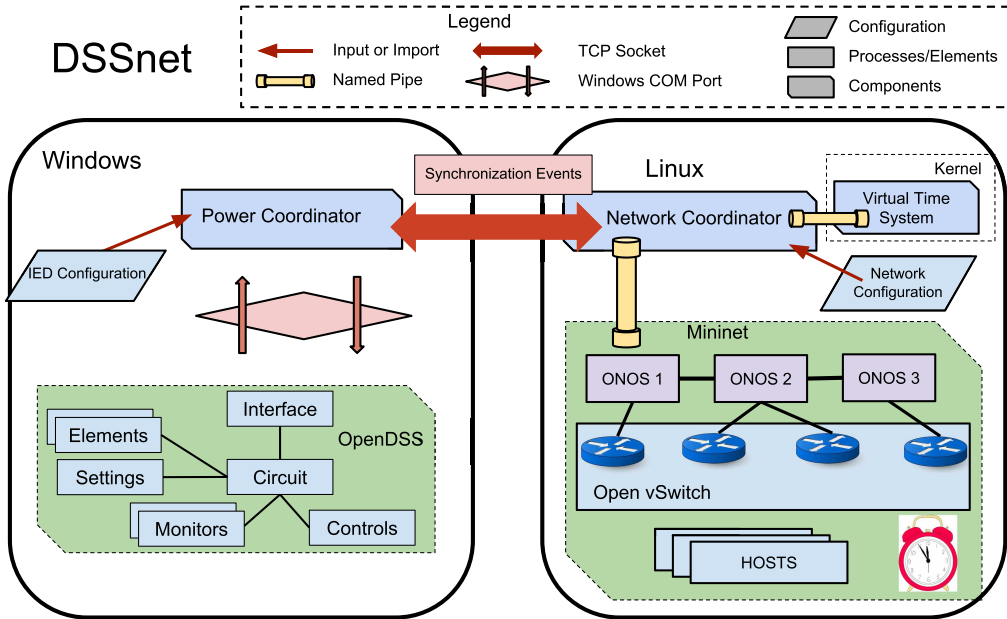 DSSnet
Legend
Input or Import
TCP Socket
Configuration
Named Pipe
Windows COM Port
Processes/Elements
Components
Windows
Synchronization Events
Linux
Kernel
Power Coordinator
Network Coordinator
Virtual Time
System
IED Configuration
Network
Configuration
Mininet
ONOS 1
ONOS 2
ONOS 3
Interface
OpenDSS
Elements
Settings
Circuit
Monitors
Controls
Open vSwitch
HOSTS